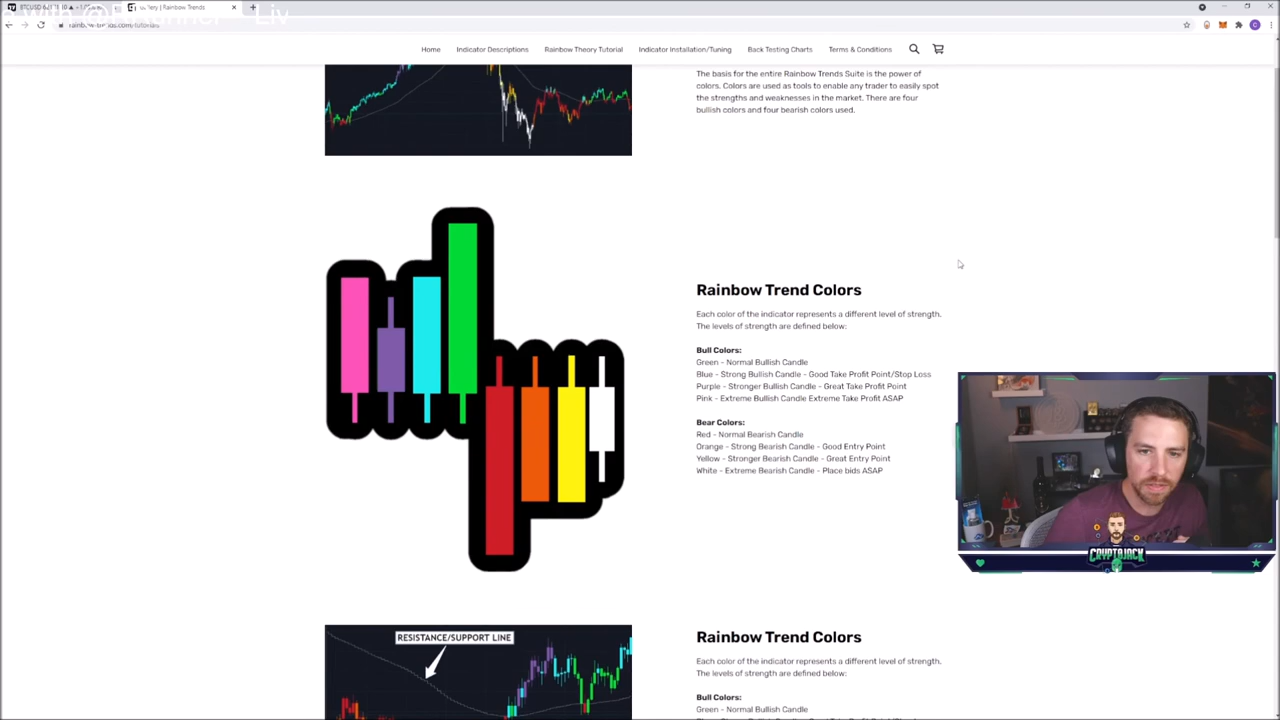 BTCUSD
Rainbow Trends
Liv
rainbow-trends.com/tutorials
Home
Indicator Descriptions
Rainbow Theory Tutorial
Indicator Installation/Tuning
Back Testing Charts
Terms & Conditions
The basis for the entire Rainbow Trends Suite is the power of
colors. Colors are used as tools to enable any trader to easily spot
the strengths and weaknesses in the market. There are four
bullish colors and four bearish colors used.
Rainbow Trend Colors
Each color of the indicator represents a different level of strength.
The levels of strength are defined below:
Bull Colors:
Green - Normal Bullish Candle
Blue - Strong Bullish Candle - Good Take Profit Point/Stop Loss
Purple - Stronger Bullish Candle - Great Take Profit Point
Pink - Extreme Bullish Candle Extreme Take Profit ASAP
Bear Colors:
Red - Normal Bearish Candle
Orange - Strong Bearish Candle - Good Entry Point
Yellow - Stronger Bearish Candle - Great Entry Point
White - Extreme Bearish Candle - Place bids ASAP
CRYPTOJACK
RESISTANCE/SUPPORT LINE
Rainbow Trend Colors
Each color of the indicator represents a different level of strength.
The levels of strength are defined below:
Bull Colors:
Green - Normal Bullish Candle